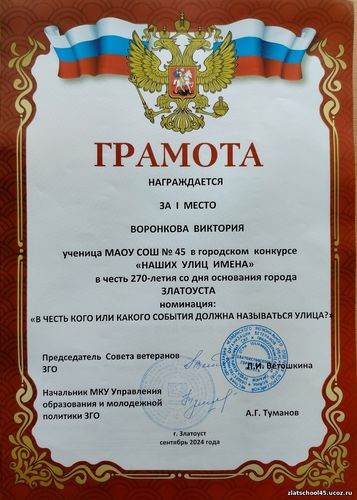 ГРАМОТА
НАГРАЖДАЕТСЯ
ЗА I МЕСТО
ВОРОНКОВА ВИКТОРИЯ
ученица МАОУ СОШ № 45 в городском конкурсе
«НАШИХ УЛИЦ ИМЕНА»
в честь 270-летия со дня основания города
ЗЛАТОУСТА
номинация:
«В ЧЕСТЬ КОГО ИЛИ КАКОГО СОБЫТИЯ ДОЛЖНА НАЗЫВАТЬСЯ УЛИЦА?»
Председатель Совета ветеранов
ЗГО
Л.И. Ветошкина
Начальник МКУ Управления
образования и молодежной
политики ЗГО
А.Г. Туманов
г. Златоуст
сентябрь 2024 года
zlatschool45.ucoz.ru